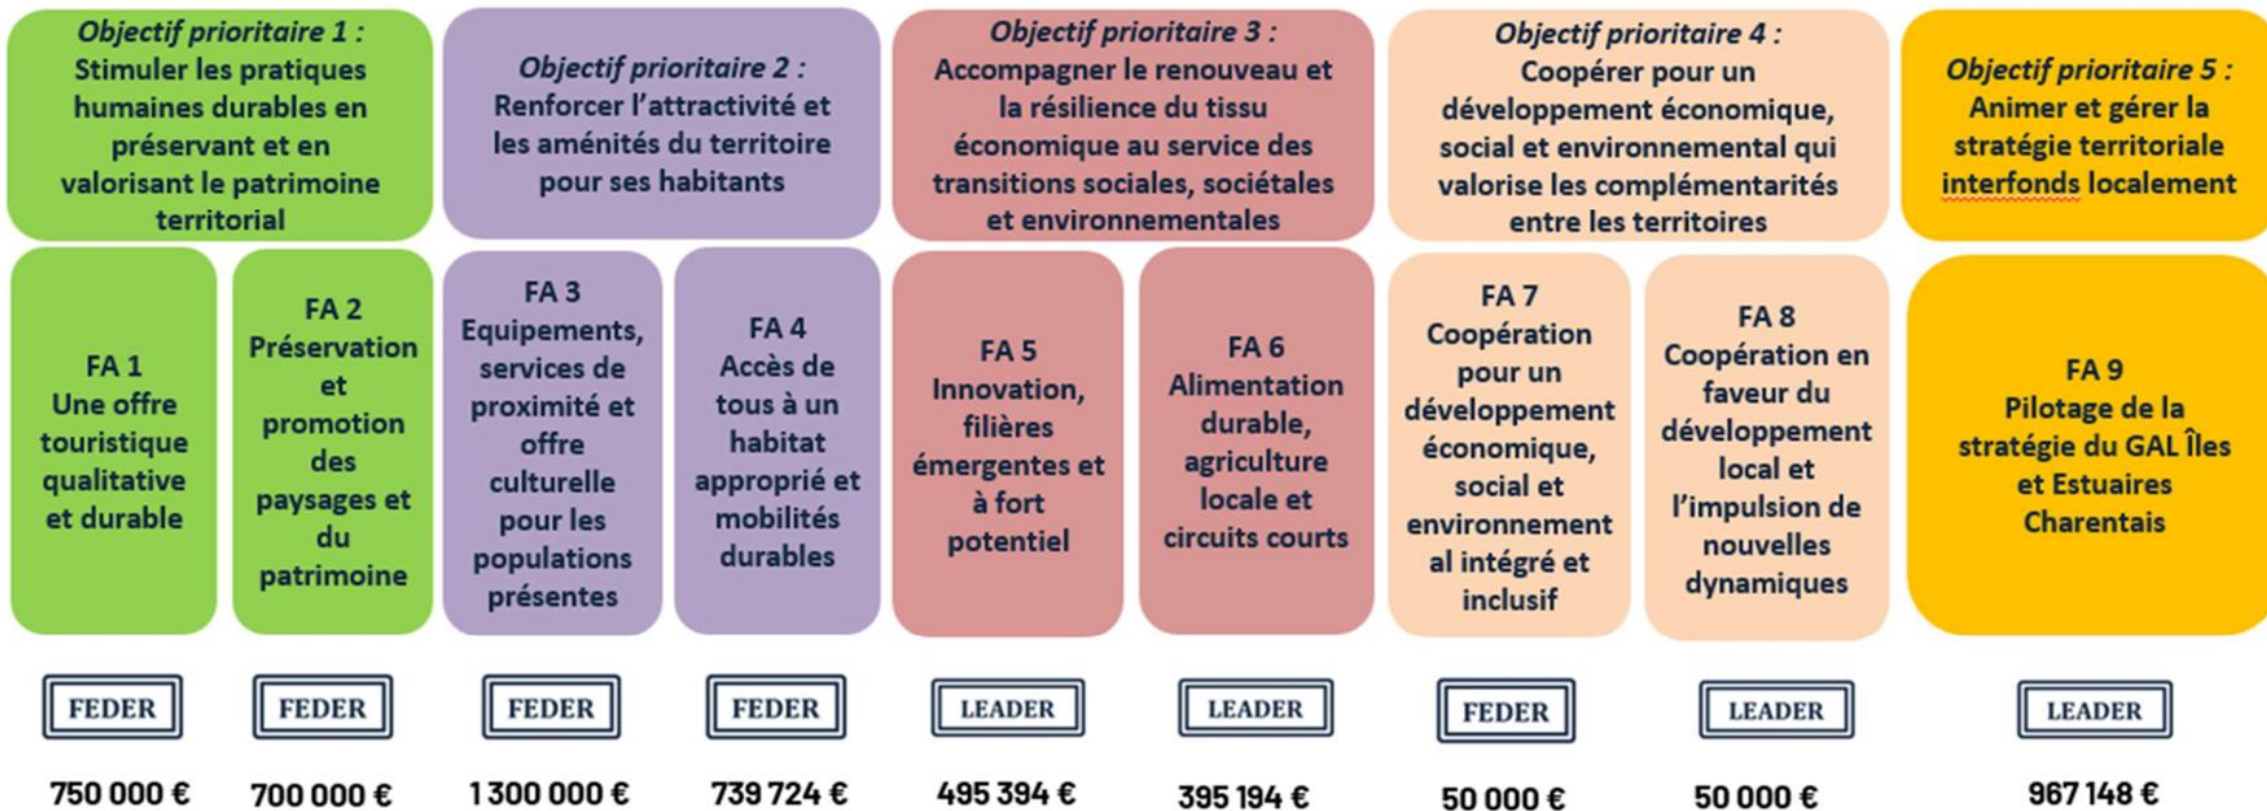 Objectif prioritaire 1 :
Stimuler les pratiques
humaines durables en
préservant et en
valorisant le patrimoine
territorial
Objectif prioritaire 2 :
Renforcer l’attractivité et
les aménités du territoire
pour ses habitants
Objectif prioritaire 3 :
Accompagner le renouveau et
la résilience du tissu
économique au service des
transitions sociales, sociétales
et environnementales
Objectif prioritaire 4 :
Coopérer pour un
développement économique,
social et environnemental qui
valorise les complémentarités
entre les territoires
Objectif prioritaire 5 :
Animer et gérer la
stratégie territoriale
interfonds localement
FA 1
Une offre
touristique
qualitative
et durable
FA 2
Préservation
et
promotion
des
paysages et
du
patrimoine
FA 3
Equipements,
services de
proximité et
offre
culturelle
pour les
populations
présentes
FA 4
Accès de
tous à un
habitat
approprié et
mobilités
durables
FA 5
Innovation,
filières
émergentes et
à fort
potentiel
FA 6
Alimentation
durable,
agriculture
locale et
circuits courts
FA 7
Coopération
pour un
développement
économique,
social et
environnement
al intégré et
inclusif
FA 8
Coopération en
faveur du
développement
local et
l’impulsion de
nouvelles
dynamiques
FA 9
Pilotage de la
stratégie du GAL Îles
et Estuaires
Charentais
FEDER
FEDER
FEDER
FEDER
LEADER
LEADER
FEDER
LEADER
LEADER
750 000 €
700 000 €
1 300 000 €
739 724 €
495 394 €
395 194 €
50 000 €
50 000 €
967 148 €